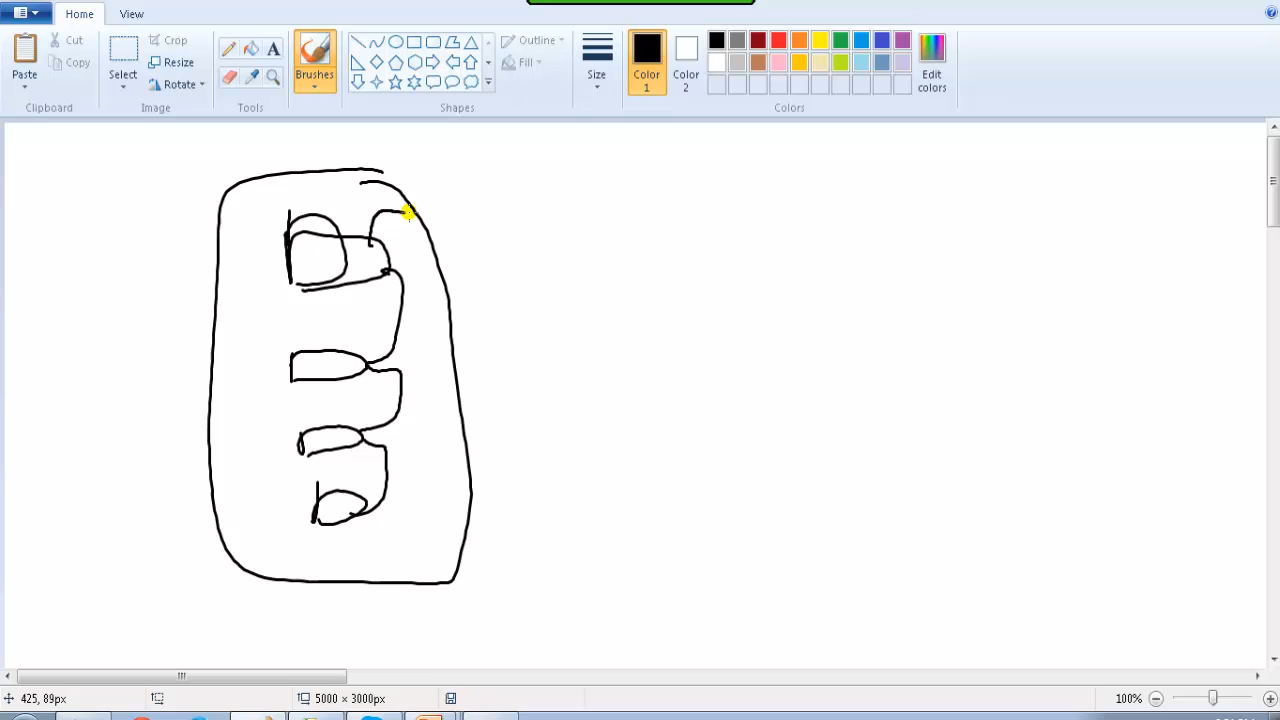 Home View
Paste
Cut
Copy
Clipboard
Select
Crop
Resize
Rotate
Image
A
Tools
Brushes
Outline
Fill
Shapes
Size
Color 1
Color 2
Edit colors
Colors
425, 89px
5000 × 3000px
100%